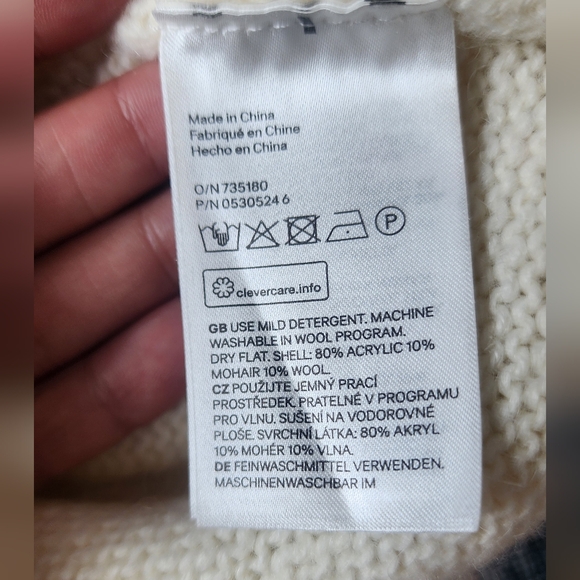 Made in China
Fabriqué en Chine
Hecho en China
O/N 735180
P/N 05305246
P
clevercare.info
GB USE MILD DETERGENT. MACHINE
WASHABLE IN WOOL PROGRAM.
DRY FLAT. SHELL: 80% ACRYLIC 10%
MOHAIR 10% WOOL.
CZ POUŽIJTE JEMNÝ PRACÍ
PROSTŘEDEK. PRATELNÉ V PROGRAMU
PRO VLNU. SUŠENÍ NA VODOROVNÉ
PLOŠE. SVRCHNÍ LÁTKA: 80% AKRYL
10% MOHÉR 10% VLNA.
DE FEINWASCHMITTEL VERWENDEN.
MASCHINENWASCHBAR IM